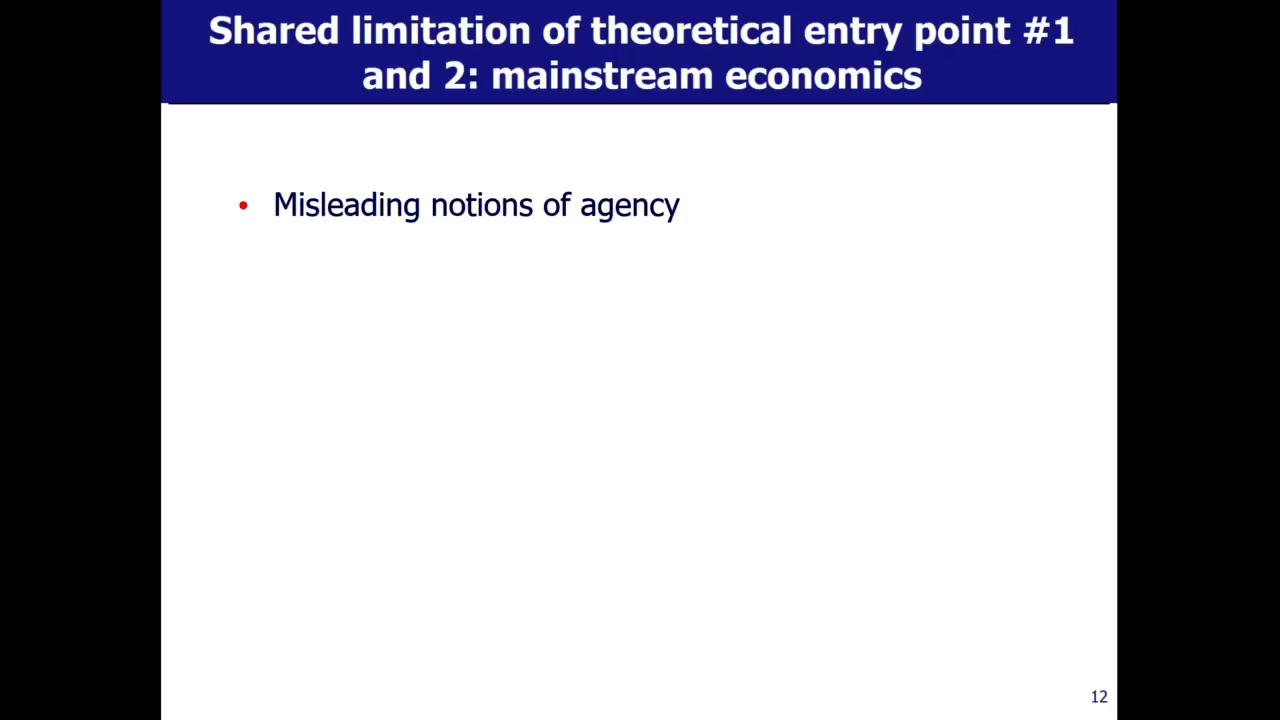 Shared limitation of theoretical entry point #1
and 2: mainstream economics
• Misleading notions of agency
12